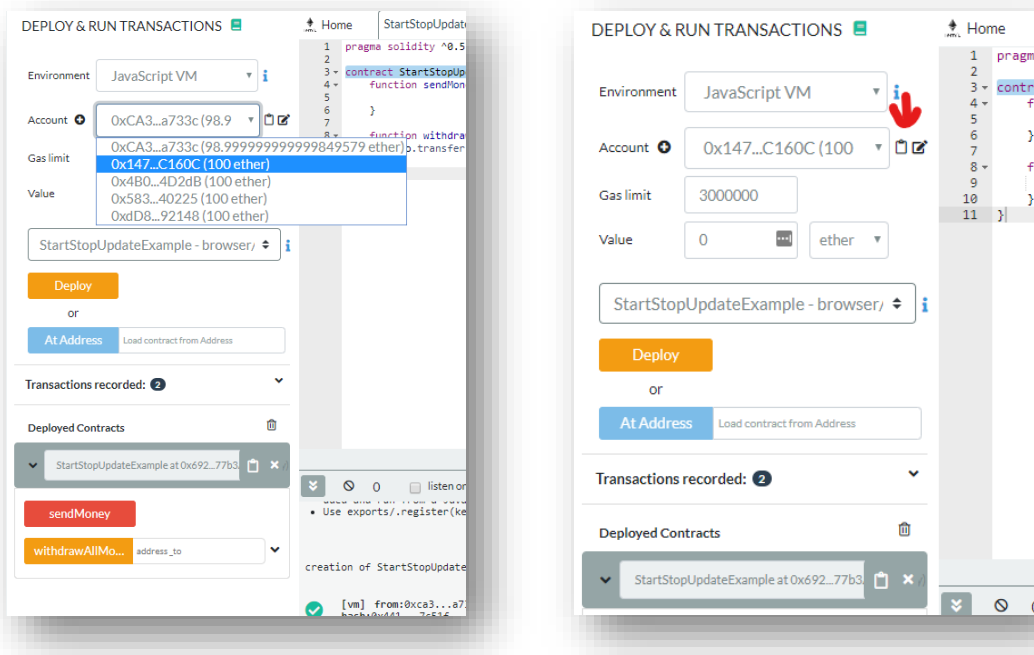 DEPLOY & RUN TRANSACTIONS
Environment JavaScript VM
Account 0xCA3...a733c (98.9
0xCA3...a733c (98.999999999999849579 ether)
0x147...C160C (100 ether)
0x4B0...4D2dB (100 ether)
0x583...40225 (100 ether)
0xdD8...92148 (100 ether)
Gas limit
Value
StartStopUpdateExample - browser/
Deploy
or
At Address Load contract from Address
Transactions recorded: 2
Deployed Contracts
StartStopUpdateExample at 0x692...77b3
sendMoney
withdrawAllMo... address _to
Home StartStopUpdate
1 pragma solidity ^0.5
2
3 contract StartStopUp
4 function sendMon
5
6 }
7
8 function withdraw
o.transfer
0 listen on
Use exports/.register(ke
creation of StartStopUpdate
[vm] from:0xca3...a7
DEPLOY & RUN TRANSACTIONS
Environment JavaScript VM
Account 0x147...C160C (100
Gas limit 3000000
Value 0 ether
StartStopUpdateExample - browser/
Deploy
or
At Address Load contract from Address
Transactions recorded: 2
Deployed Contracts
StartStopUpdateExample at 0x692...77b3
Home
1 pragm
2
3 contr
4 f
5
6 }
7
8 f
9
10 }
11 }